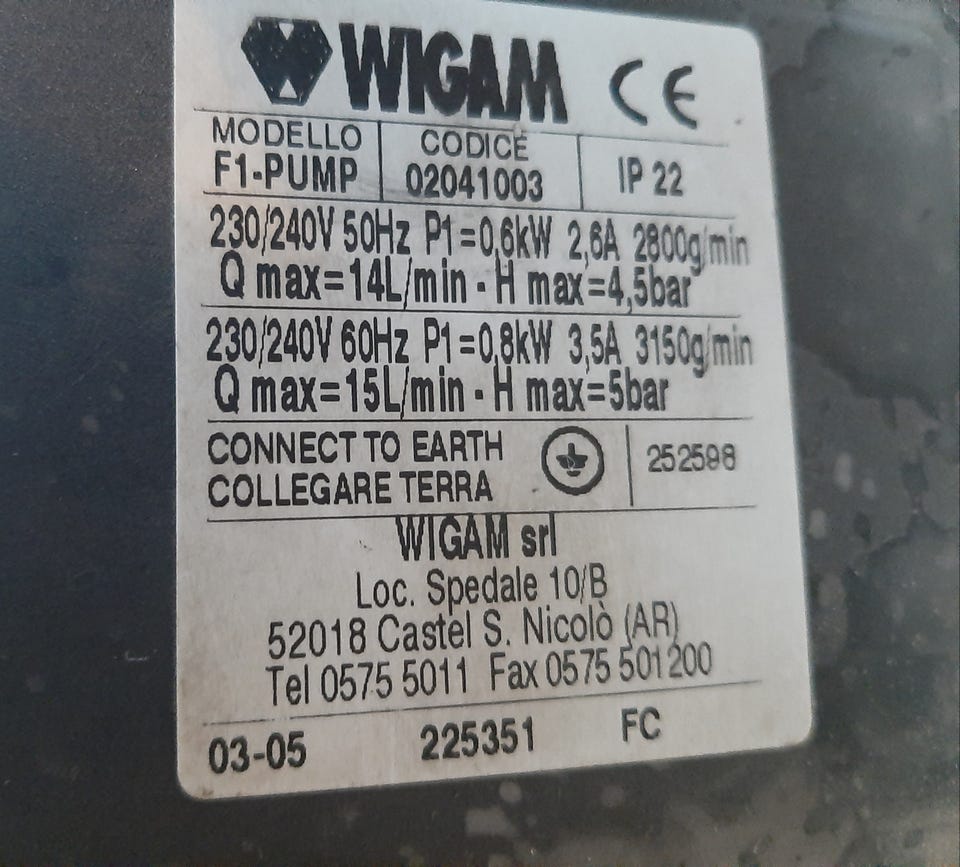 WIGAM CE
MODELLO CODICE IP 22
F1-PUMP 02041003
230/240V 50Hz P1=0,6kW 2,6A 2800g/min
Q max=14L/min - H max=4,5bar
230/240V 60Hz P1=0,8kW 3,5A 3150g/min
Q max=15L/min - H max=5bar
CONNECT TO EARTH 252598
COLLEGARE TERRA
WIGAM srl
Loc. Spedale 10/B
52018 Castel S. Nicolò (AR)
Tel 0575 5011 Fax 0575 501200
03-05 225351 FC